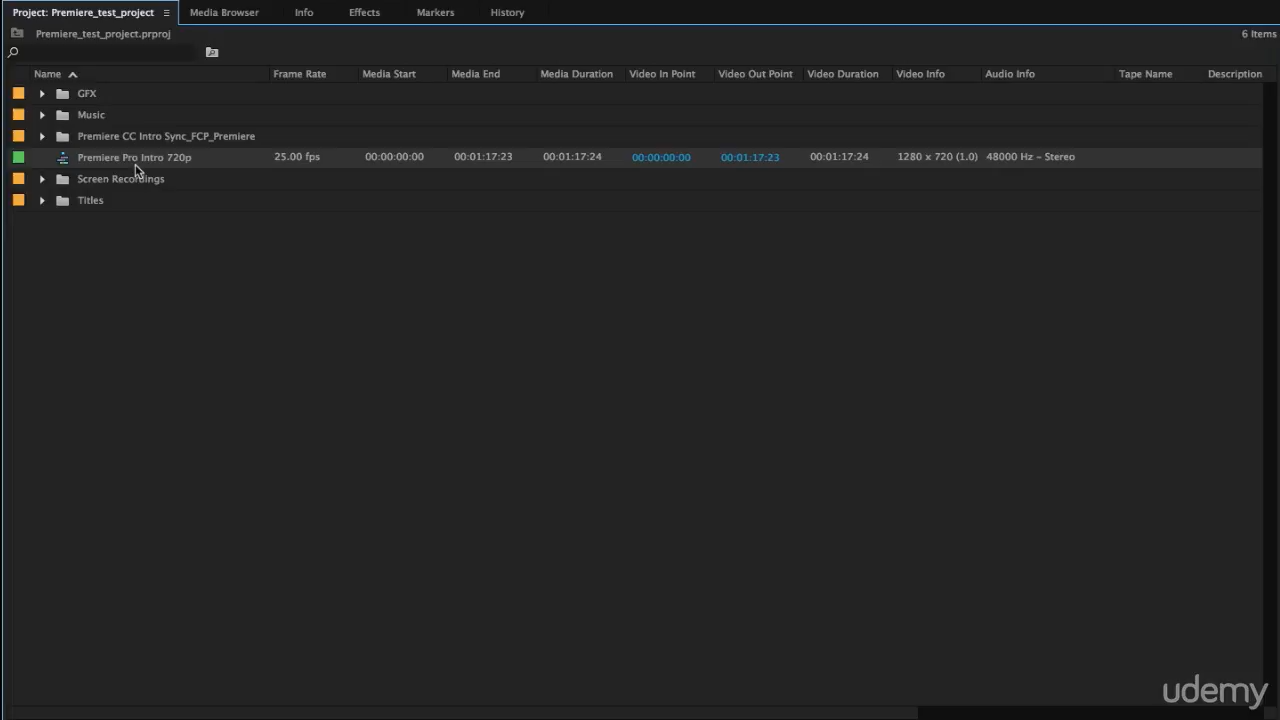 Project: Premiere_test_project Media Browser Info Effects Markers History
Premiere_test_project.prproj 6 Items
Name Frame Rate Media Start Media End Media Duration Video In Point Video Out Point Video Duration Video Info Audio Info Tape Name Description
GFX
Music
Premiere CC Intro Sync_FCP_Premiere
Premiere Pro Intro 720p 25.00 fps 00:00:00:00 00:01:17:23 00:01:17:24 00:00:00:00 00:01:17:23 00:01:17:24 1280 x 720 (1.0) 48000 Hz - Stereo
Screen Recordings
Titles
udemy